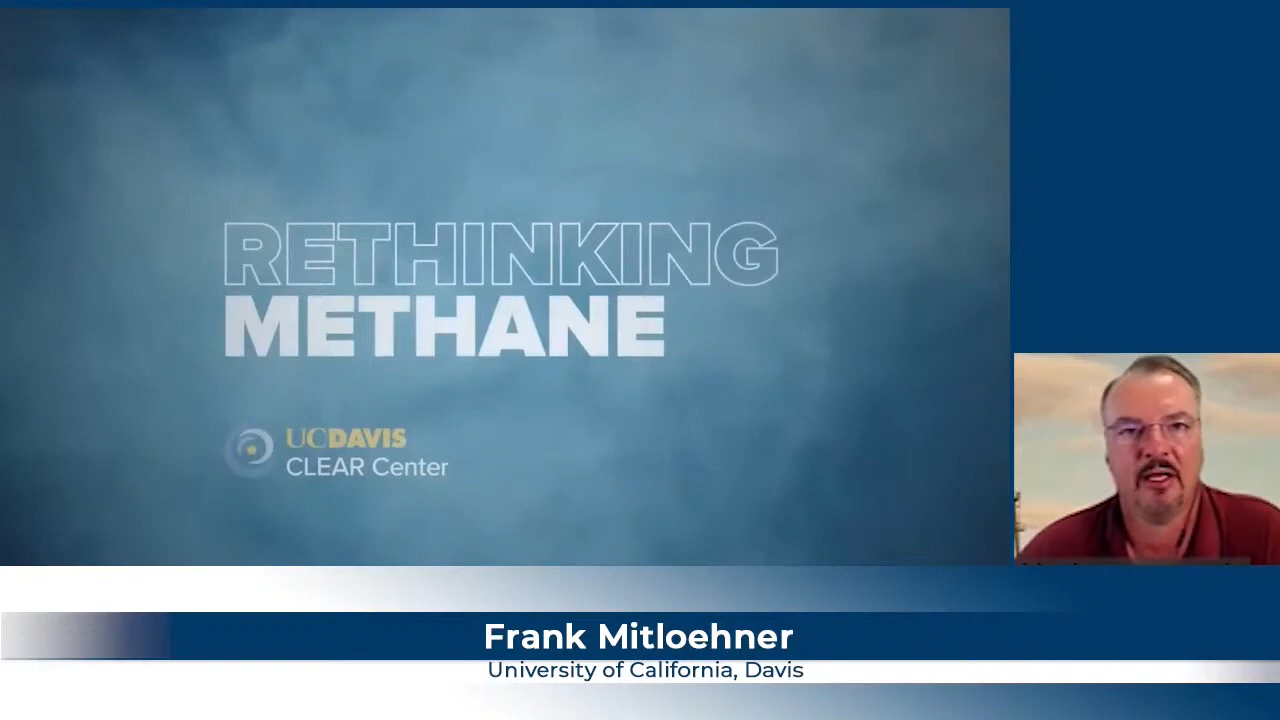 RETHINKING
METHANE
UCDAVIS
CLEAR Center
Frank Mitloehner
University of California, Davis